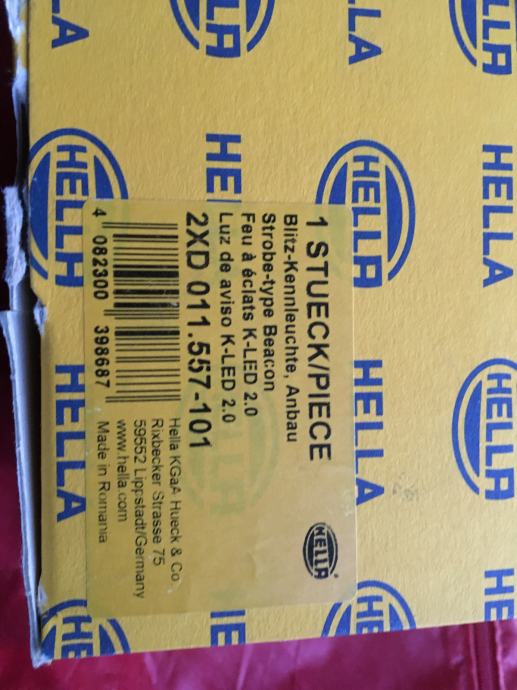 HELLA
HELLA
HELLA
HELLA
HELLA
HELLA
HELLA
1 STUECK/PIECE
Blitz-Kennleuchte, Anbau
Strobe-type Beacon
Feu à éclats K-LED 2.0
Luz de aviso K-LED 2.0
2XD 011.557-101
4 082300 398687
HELLA
Hella KGaA Hueck & Co.
Rixbecker Strasse 75
59552 Lippstadt/Germany
www.hella.com
Made in Romania